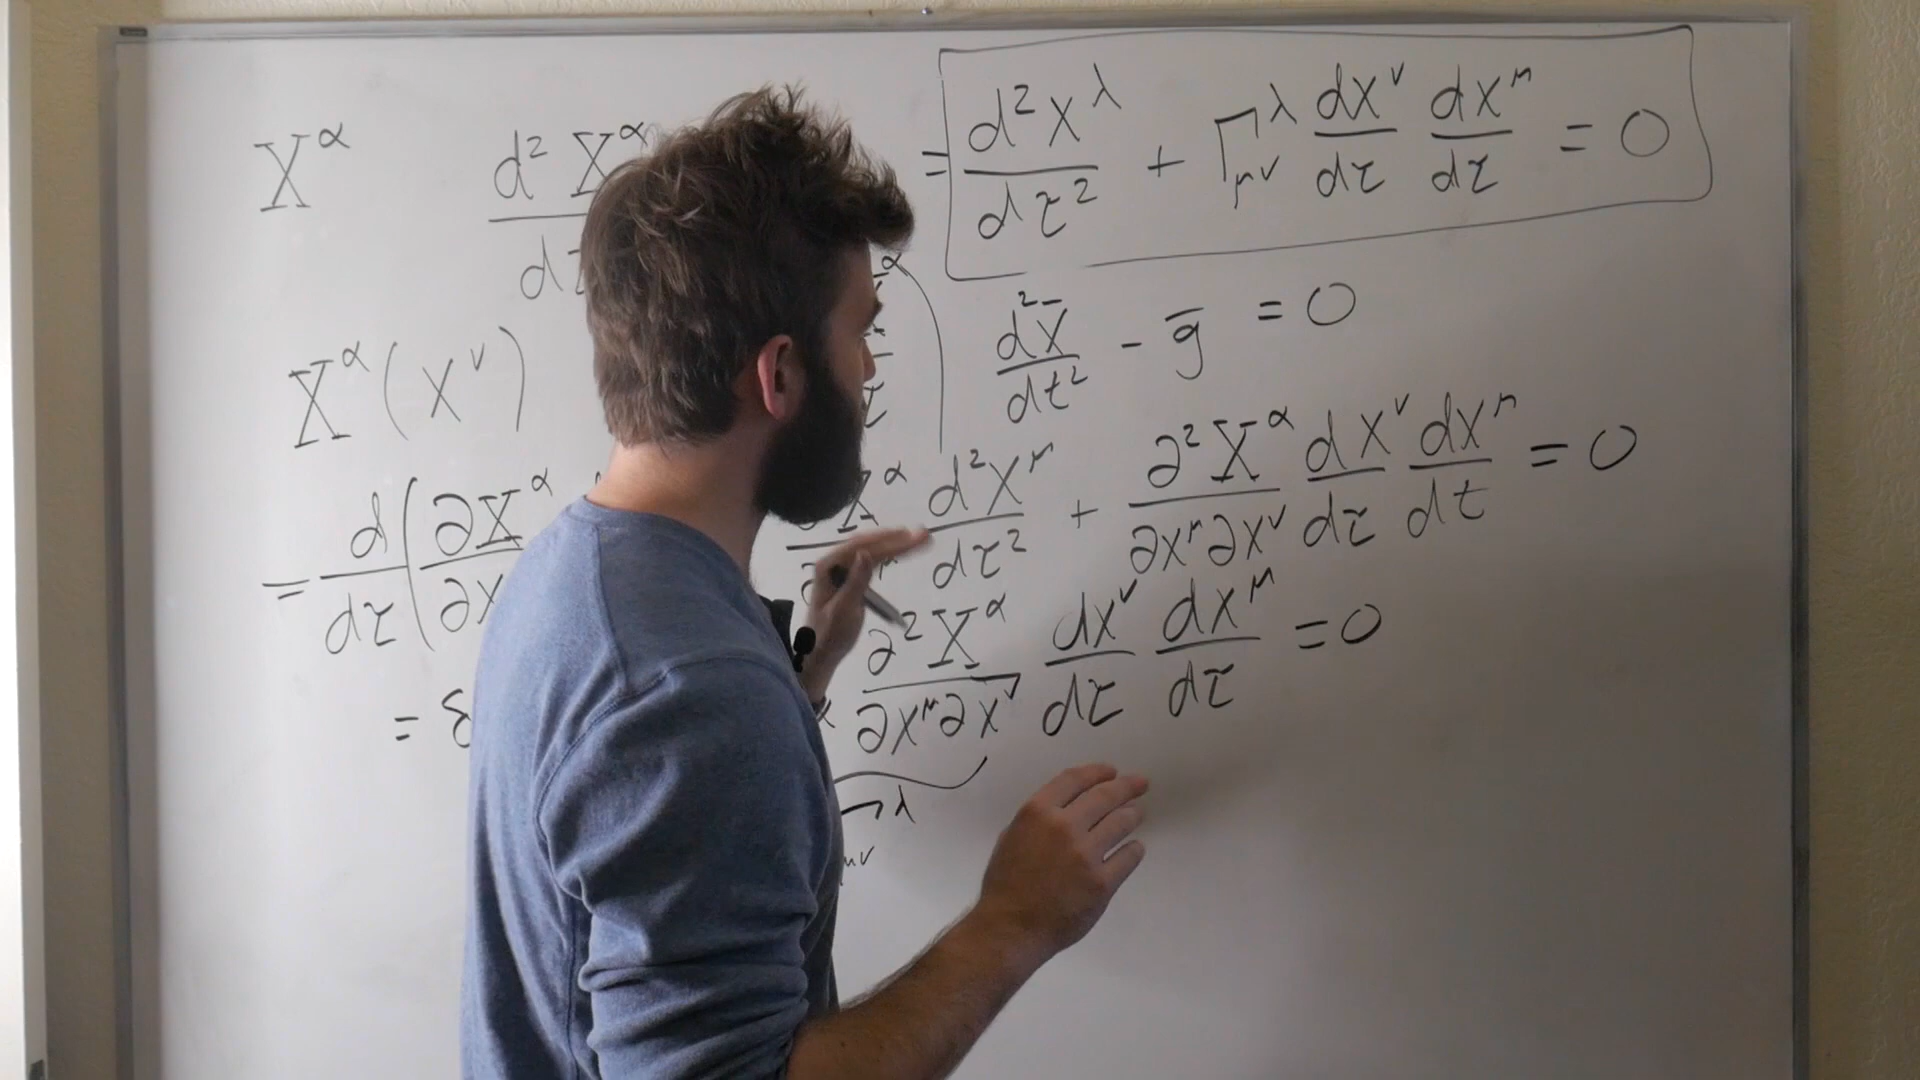 X^α d²X^α / d = d²x^λ/dτ² + Γ^λ_μν dx^ν/dτ dx^μ/dτ = 0
X^α(x^ν) d²x̄/dt² - ḡ = 0
= d/dτ (∂X^α/∂x d²x^μ/dτ² + ∂²X^α/∂x^μ∂x^ν dx^ν/dτ dx^μ/dt = 0
= ∂²X^α/∂x^μ∂x^ν dx^ν/dτ dx^μ/dτ = 0
λ
μν